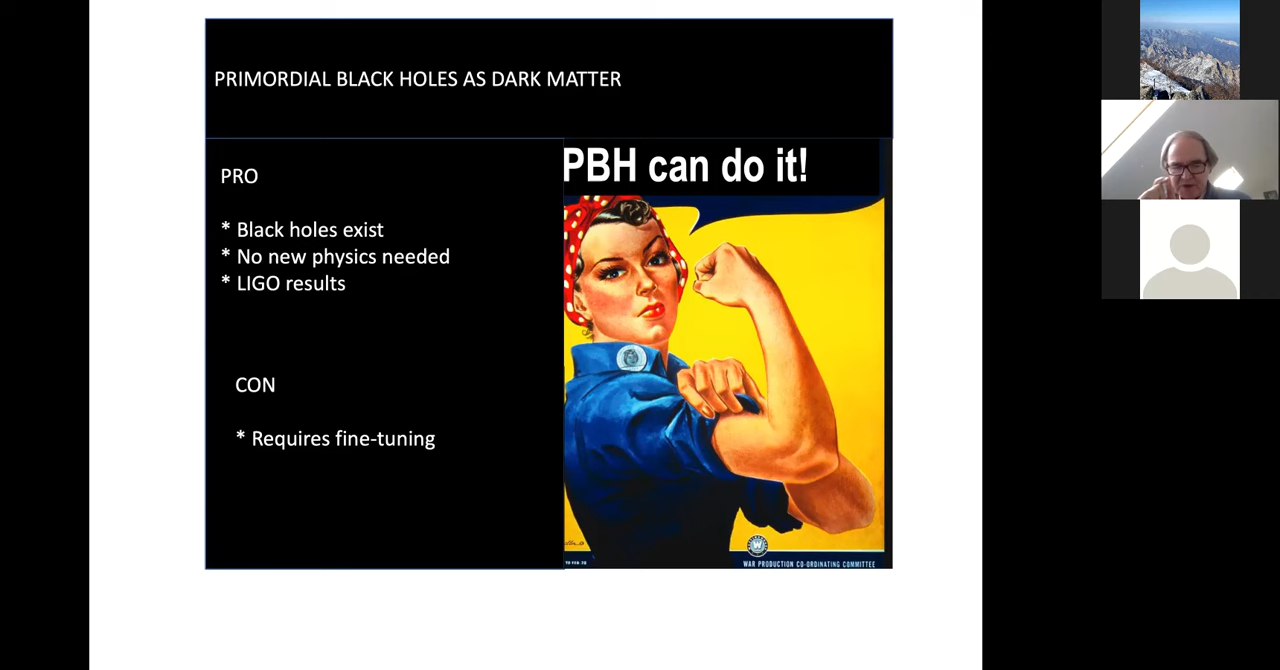 PRIMORDIAL BLACK HOLES AS DARK MATTER
PRO
* Black holes exist
* No new physics needed
* LIGO results
CON
* Requires fine-tuning
PBH can do it!
WAR PRODUCTION CO-ORDINATING COMMITTEE